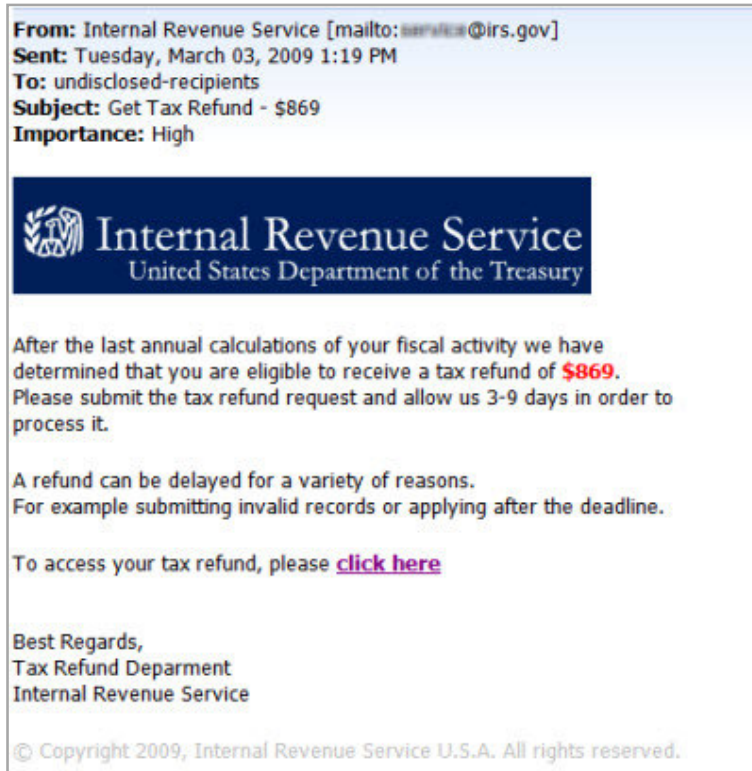 From: Internal Revenue Service [mailto: @irs.gov]
Sent: Tuesday, March 03, 2009 1:19 PM
To: undisclosed-recipients
Subject: Get Tax Refund - $869
Importance: High
Internal Revenue Service
United States Department of the Treasury
After the last annual calculations of your fiscal activity we have
determined that you are eligible to receive a tax refund of $869.
Please submit the tax refund request and allow us 3-9 days in order to
process it.
A refund can be delayed for a variety of reasons.
For example submitting invalid records or applying after the deadline.
To access your tax refund, please click here
Best Regards,
Tax Refund Deparment
Internal Revenue Service
© Copyright 2009, Internal Revenue Service U.S.A. All rights reserved.